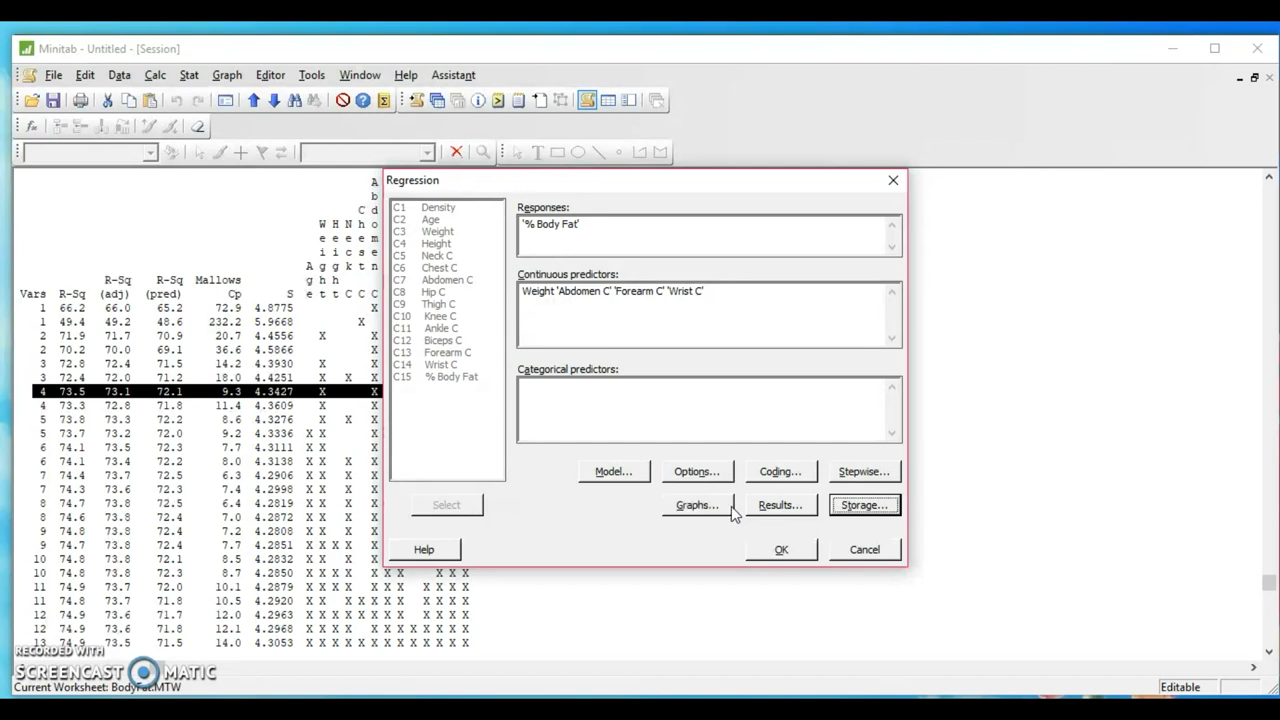 Minitab - Untitled - [Session]
File Edit Data Calc Stat Graph Editor Tools Window Help Assistant
Regression
C1 Density
C2 Age
C3 Weight
C4 Height
C5 Neck C
C6 Chest C
C7 Abdomen C
C8 Hip C
C9 Thigh C
C10 Knee C
C11 Ankle C
C12 Biceps C
C13 Forearm C
C14 Wrist C
C15 % Body Fat
Responses:
'% Body Fat'
Continuous predictors:
Weight 'Abdomen C' 'Forearm C' 'Wrist C'
Categorical predictors:
Model... Options... Coding... Stepwise...
Select Graphs... Results... Storage...
Help OK Cancel
A
b
C d
W H N h o
e e e e m
i i c s e
A g g k t n
R-Sq R-Sq Mallows g h h
Vars R-Sq (adj) (pred) Cp S e t t C C C
1 66.2 66.0 65.2 72.9 4.8775 X
1 49.4 49.2 48.6 232.2 5.9668 X
2 71.9 71.7 70.9 20.7 4.4556 X X
2 70.2 70.0 69.1 36.6 4.5866 X
3 72.8 72.4 71.5 14.2 4.3930 X X
3 72.4 72.0 71.2 18.0 4.4251 X X X
4 73.5 73.1 72.1 9.3 4.3427 X X
4 73.3 72.8 71.8 11.4 4.3609 X X
5 73.8 73.3 72.2 8.6 4.3276 X X X
5 73.7 73.2 72.0 9.2 4.3336 X X X
6 74.1 73.5 72.3 7.7 4.3111 X X X
6 74.1 73.4 72.2 8.0 4.3138 X X X
7 74.4 73.7 72.5 6.3 4.2906 X X X
7 74.3 73.6 72.3 7.4 4.2998 X X X
8 74.7 73.8 72.5 6.4 4.2819 X X X X
8 74.6 73.8 72.4 7.0 4.2872 X X X X
9 74.8 73.8 72.4 7.2 4.2808 X X X X
9 74.7 73.8 72.4 7.7 4.2851 X X X X X
10 74.8 73.8 72.1 8.5 4.2832 X X X X
10 74.8 73.8 72.3 8.7 4.2850 X X X X X X X X X X
11 74.9 73.7 72.0 10.1 4.2879 X X X X X X X X X X X
11 74.8 73.7 71.8 10.5 4.2920 X X X X X X X X X X X
12 74.9 73.6 71.7 12.0 4.2963 X X X X X X X X X X X X
12 74.9 73.6 71.8 12.1 4.2968 X X X X X X X X X X X X
13 74.9 73.5 71.5 14.0 4.3053 X X X X X X X X X X X X X
RECORDED WITH
SCREENCAST MATIC
Current Worksheet: BodyFat.MTW
Editable